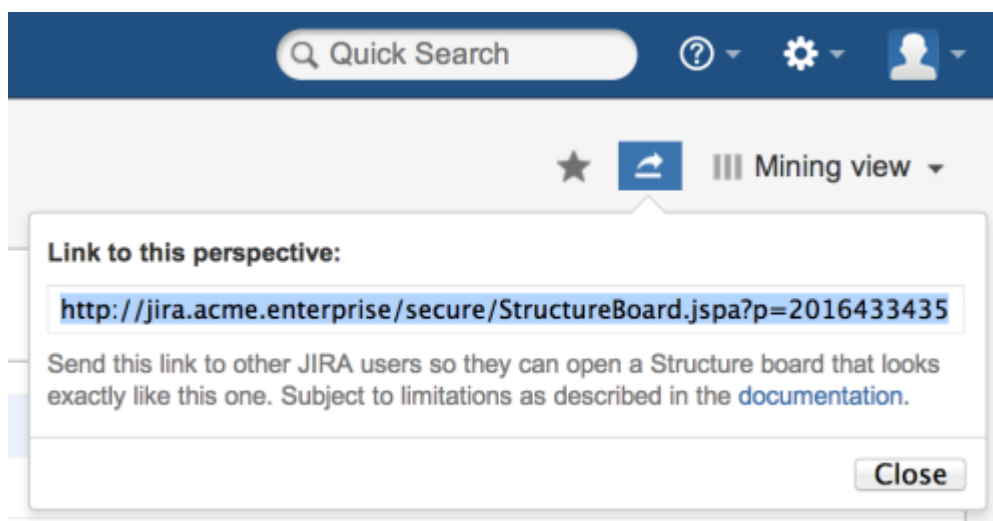 Quick Search
Mining view
Link to this perspective:
http://jira.acme.enterprise/secure/StructureBoard.jspa?p=2016433435
Send this link to other JIRA users so they can open a Structure board that looks
exactly like this one. Subject to limitations as described in the documentation.
Close